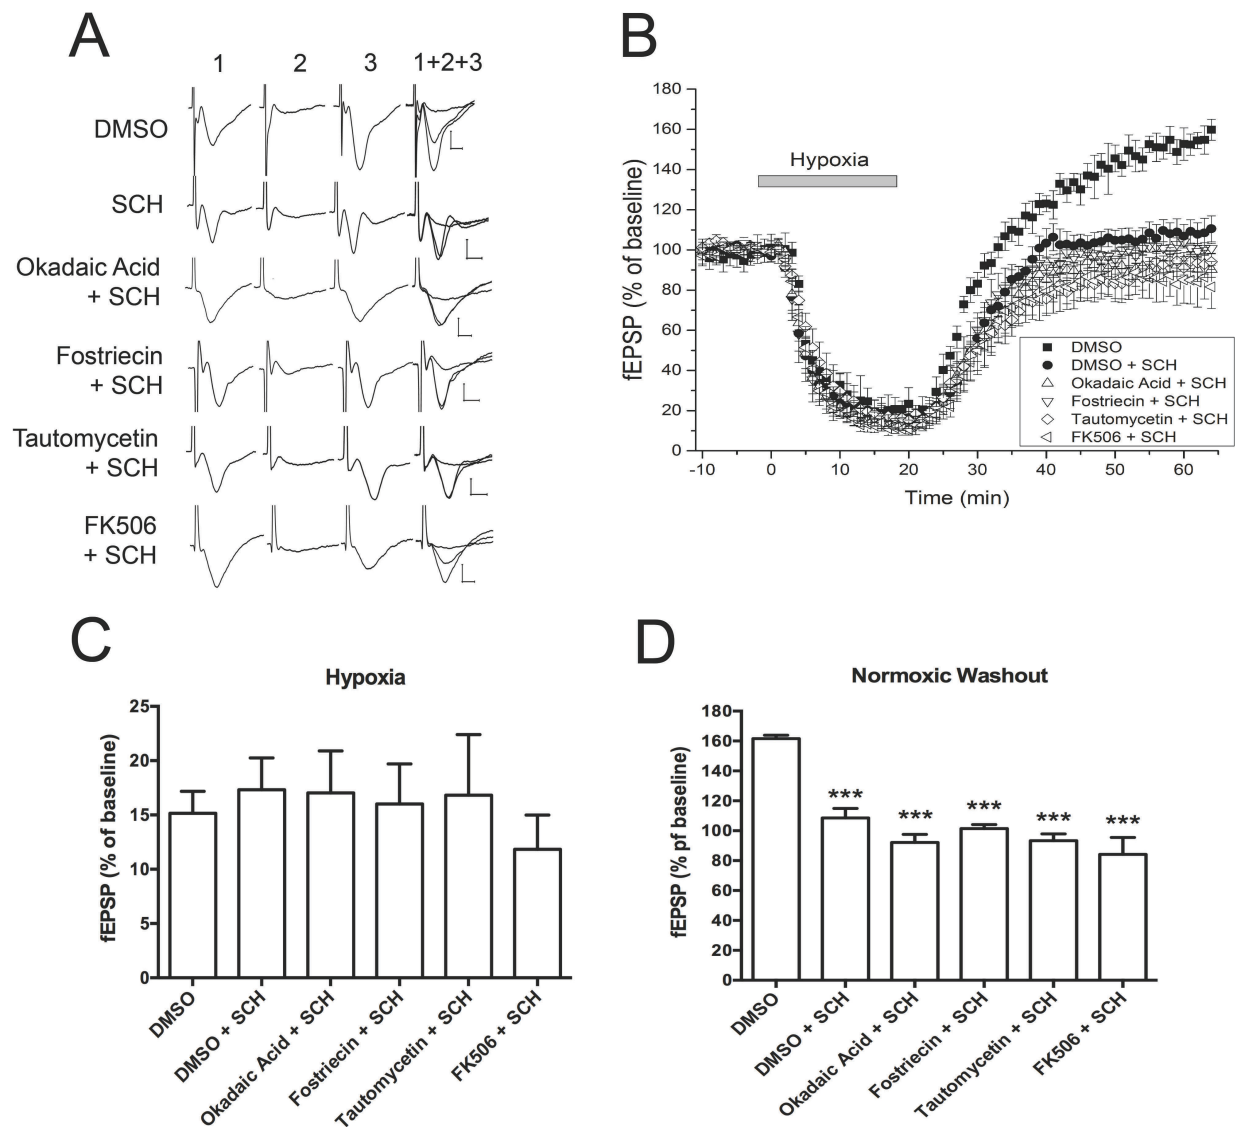 A
1 2 3 1+2+3
DMSO
SCH
Okadaic Acid
+ SCH
Fostriecin
+ SCH
Tautomycetin
+ SCH
FK506
+ SCH
B
fEPSP (% of baseline)
180
160
140
120
100
80
60
40
20
0
Hypoxia
DMSO
DMSO + SCH
Okadaic Acid + SCH
Fostriecin + SCH
Tautomycetin + SCH
FK506 + SCH
-10 0 10 20 30 40 50 60
Time (min)
C
Hypoxia
fEPSP (% of baseline)
25
20
15
10
5
0
DMSO
DMSO + SCH
Okadaic Acid + SCH
Fostriecin + SCH
Tautomycetin + SCH
FK506 + SCH
D
Normoxic Washout
fEPSP (% pf baseline)
180
160
140
120
100
80
60
40
20
0
*** *** *** *** ***
DMSO
DMSO + SCH
Okadaic Acid + SCH
Fostriecin + SCH
Tautomycetin + SCH
FK506 + SCH